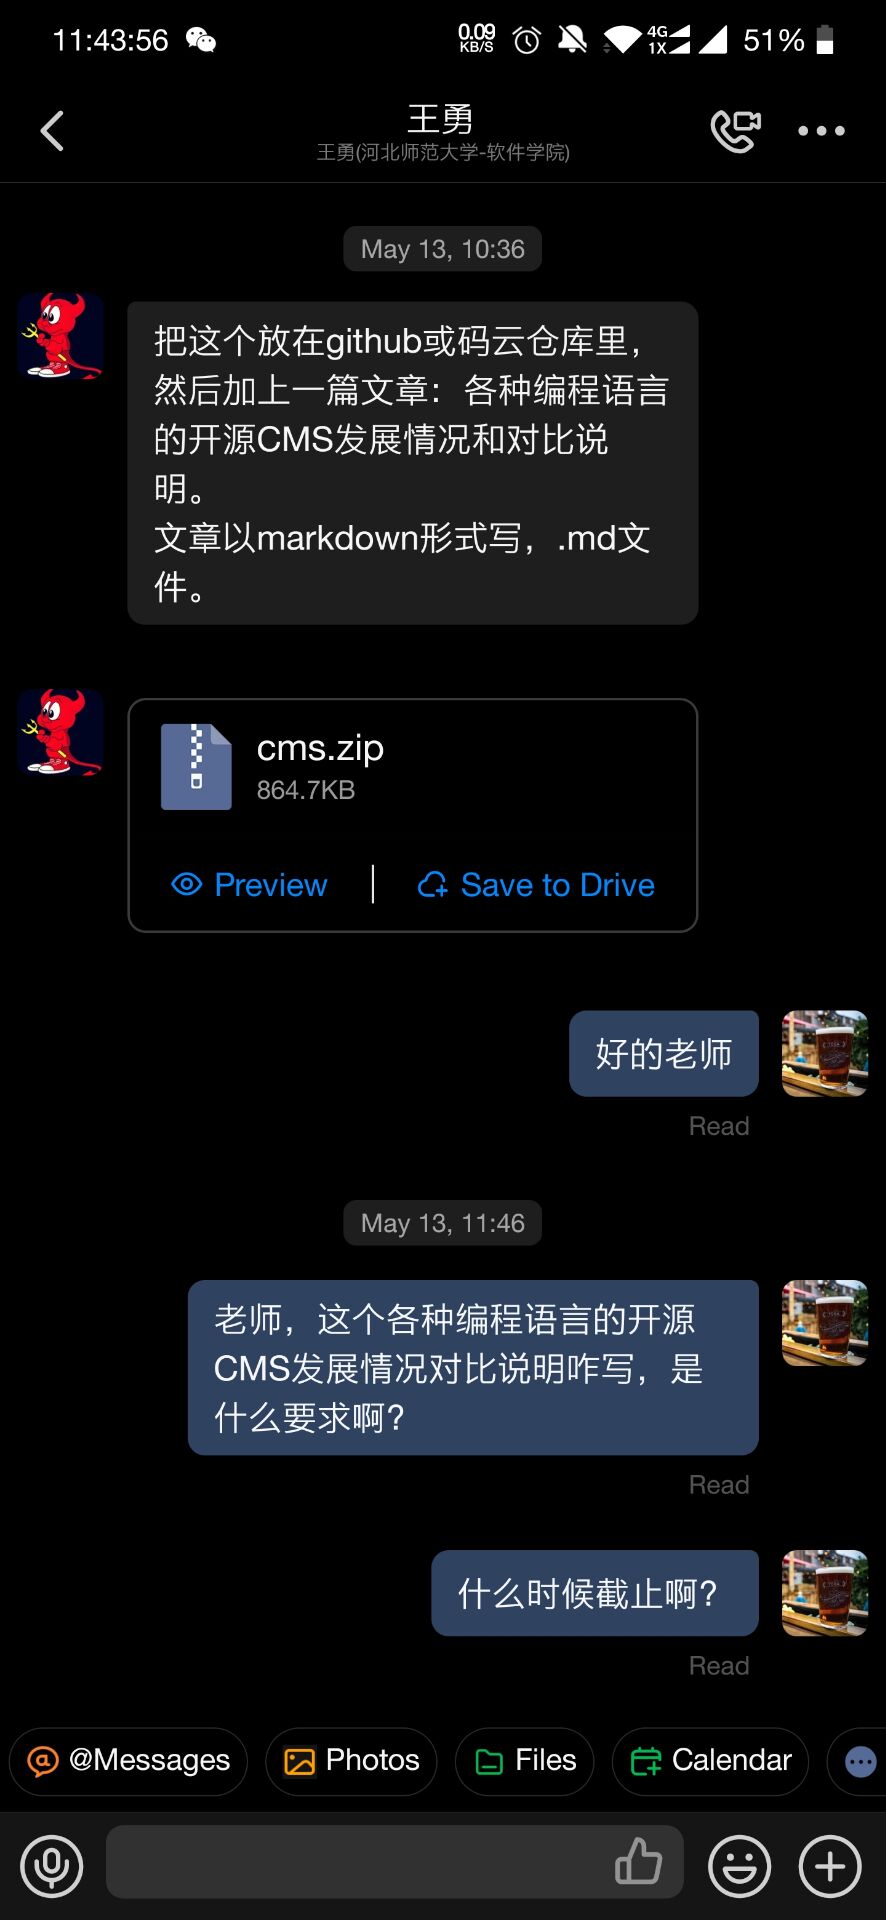 11:43:56
0.09
KB/S
4G
1X
51%
王勇
王勇(河北师范大学-软件学院)
May 13, 10:36
把这个放在github或码云仓库里，
然后加上一篇文章：各种编程语言
的开源CMS发展情况和对比说
明。
文章以markdown形式写，.md文
件。
cms.zip
864.7KB
Preview
Save to Drive
好的老师
Read
May 13, 11:46
老师，这个各种编程语言的开源
CMS发展情况对比说明咋写，是
什么要求啊?
Read
什么时候截止啊?
Read
@Messages
Photos
Files
Calendar